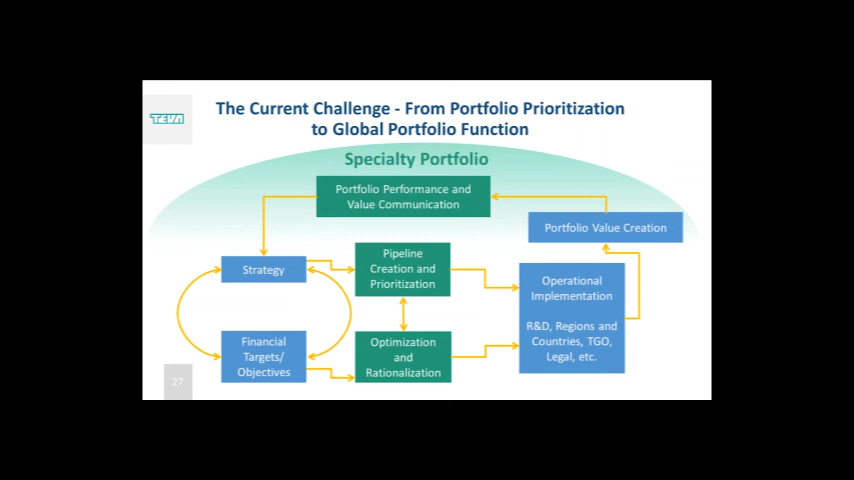 TEVA
The Current Challenge - From Portfolio Prioritization
to Global Portfolio Function
Specialty Portfolio
Portfolio Performance and
Value Communication
Portfolio Value Creation
Strategy
Pipeline
Creation and
Prioritization
Operational
Implementation
R&D, Regions and
Countries, TGO,
Legal, etc.
Financial
Targets/
Objectives
Optimization
and
Rationalization
27